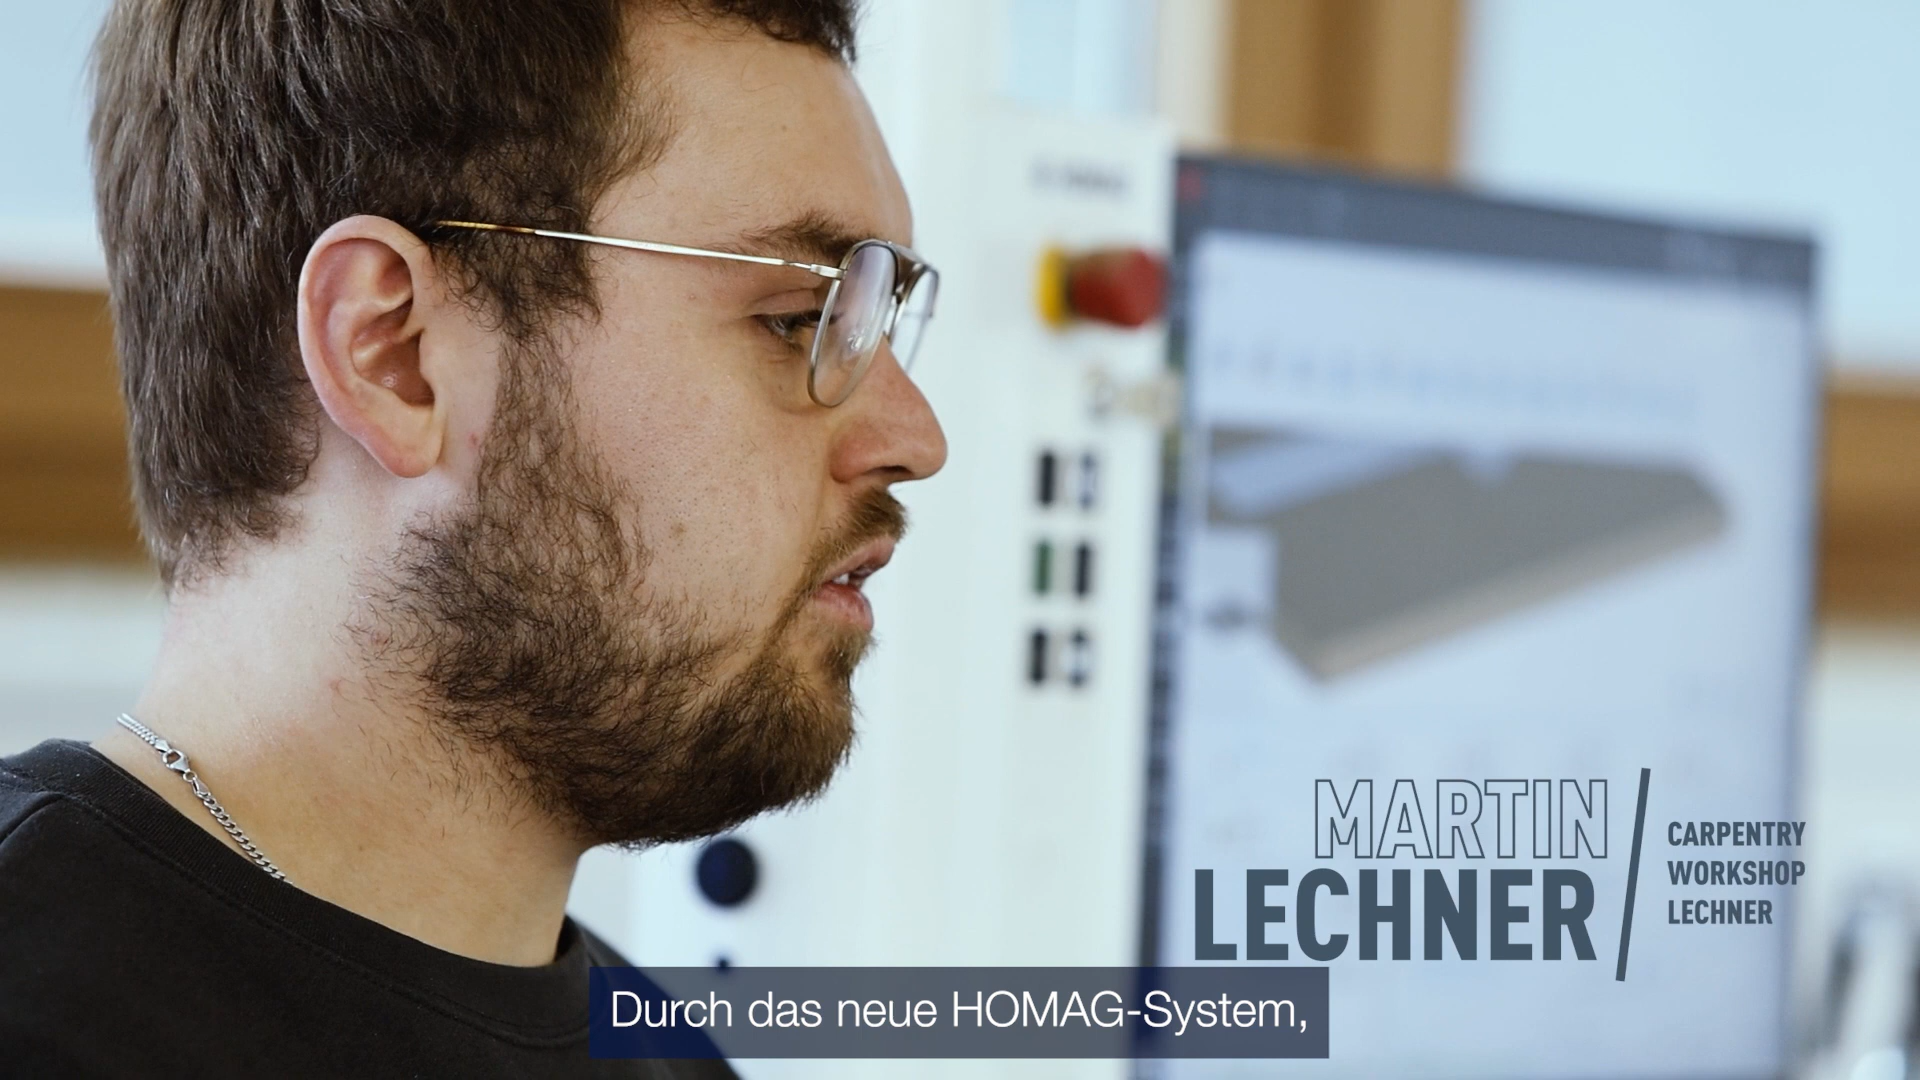 MARTIN
LECHNER
CARPENTRY
WORKSHOP
LECHNER
Durch das neue HOMAG-System,